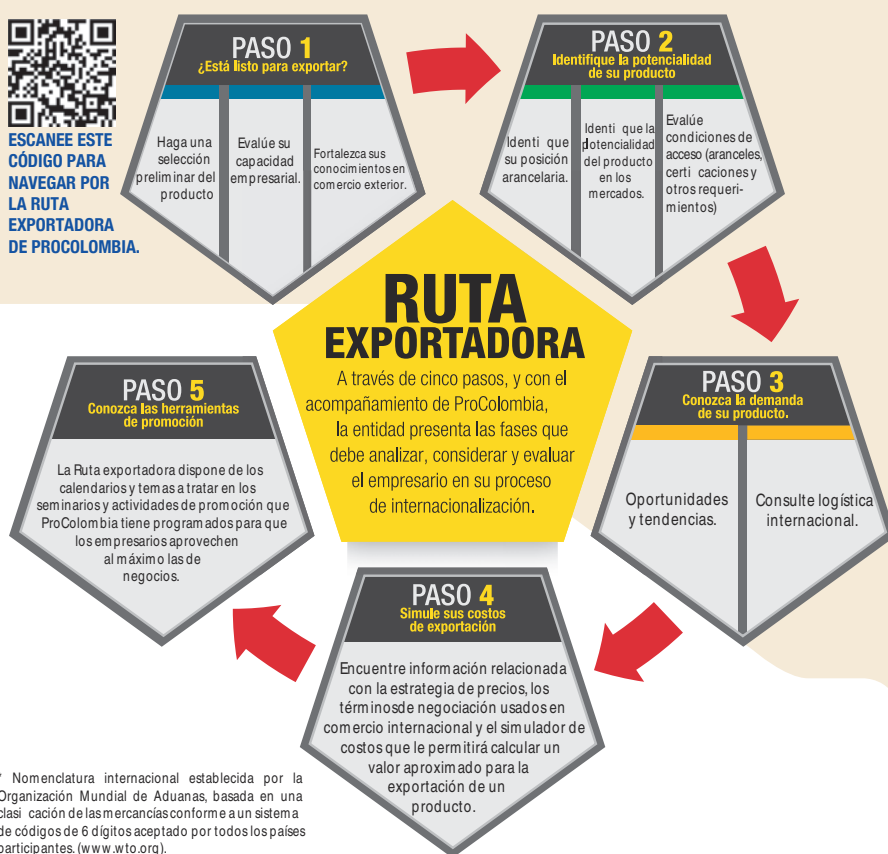 ESCANEE ESTE
CÓDIGO PARA
NAVEGAR POR
LA RUTA
EXPORTADORA
DE PROCOLOMBIA.
PASO 1
¿Está listo para exportar?
Haga una
selección
preliminar del
producto
Evalúe su
capacidad
empresarial.
Fortalezca sus
conocimientos en
comercio exterior.
PASO 2
Identifique la potencialidad
de su producto
Identi que
su posición
arancelaria.
Identi que la
potencialidad
del producto
en los
mercados.
Evalúe
condiciones de
acceso (aranceles,
certi caciones y
otros requeri-
mientos)
RUTA
EXPORTADORA
A través de cinco pasos, y con el
acompañamiento de ProColombia,
la entidad presenta las fases que
debe analizar, considerar y evaluar
el empresario en su proceso
de internacionalización.
PASO 3
Conozca la demanda
de su producto.
Oportunidades
y tendencias.
Consulte logística
internacional.
PASO 4
Simule sus costos
de exportación
Encuentre información relacionada
con la estrategia de precios, los
términosde negociación usados en
comercio internacional y el simulador de
costos que le permitirá calcular un
valor aproximado para la
exportación de un
producto.
PASO 5
Conozca las herramientas
de promoción
La Ruta exportadora dispone de los
calendarios y temas a tratar en los
seminarios y actividades de promoción que
ProColombia tiene programados para que
los empresarios aprovechen
al máximo las de
negocios.
* Nomenclatura internacional establecida por la
Organización Mundial de Aduanas, basada en una
clasi cación de las mercancías conforme a un sistema
de códigos de 6 dígitos aceptado por todos los países
participantes. (www.wto.org).